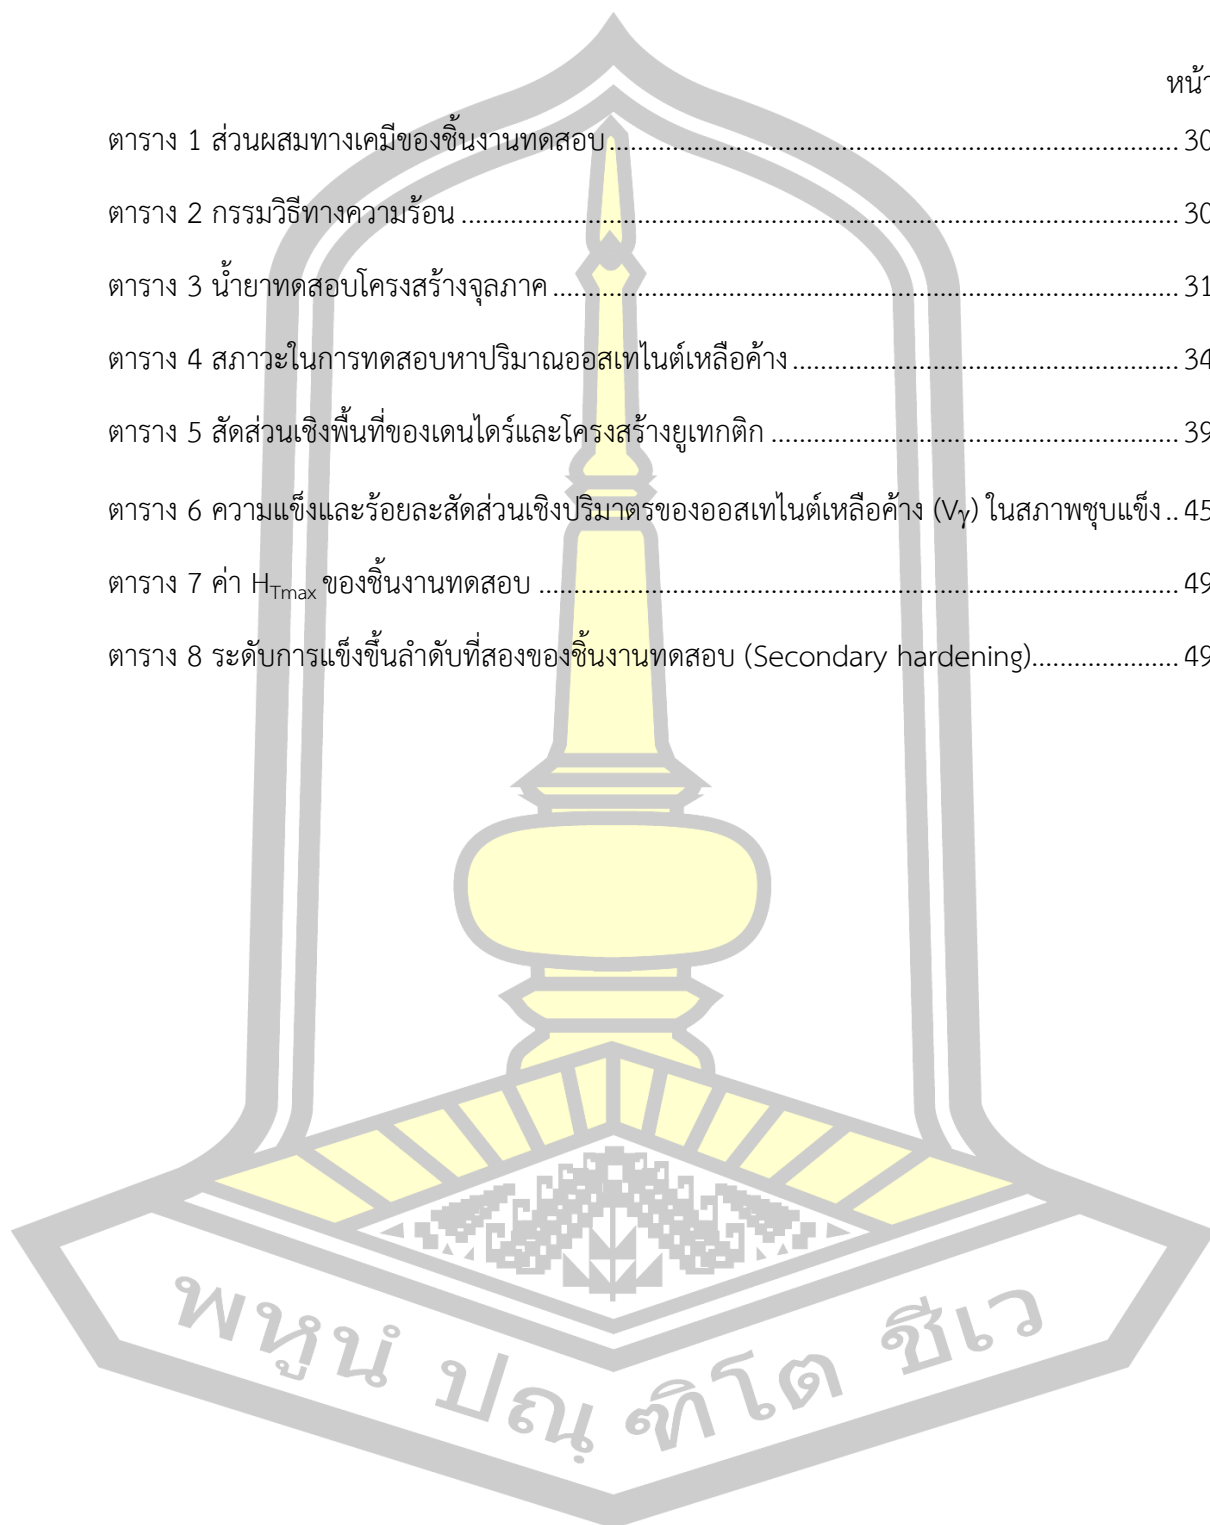 หน้า
ตาราง 1 ส่วนผสมทางเคมีของชิ้นงานทดสอบ.......................................................................................... 30
ตาราง 2 กรรมวิธีทางความร้อน ............................................................................................................. 30
ตาราง 3 น้ำยาทดสอบโครงสร้างจุลภาค ................................................................................................ 31
ตาราง 4 สภาวะในการทดสอบหาปริมาณออสเทไนต์เหลือค้าง ........................................................... 34
ตาราง 5 สัดส่วนเชิงพื้นที่ของเดนไดร์และโครงสร้างยูเทกติก .............................................................. 39
ตาราง 6 ความแข็งและร้อยละสัดส่วนเชิงปริมาตรของออสเทไนต์เหลือค้าง (Vγ) ในสภาพชุบแข็ง .. 45
ตาราง 7 ค่า HTmax ของชิ้นงานทดสอบ .................................................................................................. 49
ตาราง 8 ระดับการแข็งขึ้นลำดับที่สองของชิ้นงานทดสอบ (Secondary hardening)...................... 49
พหูนํ ปณฺฑิโต ชีเว